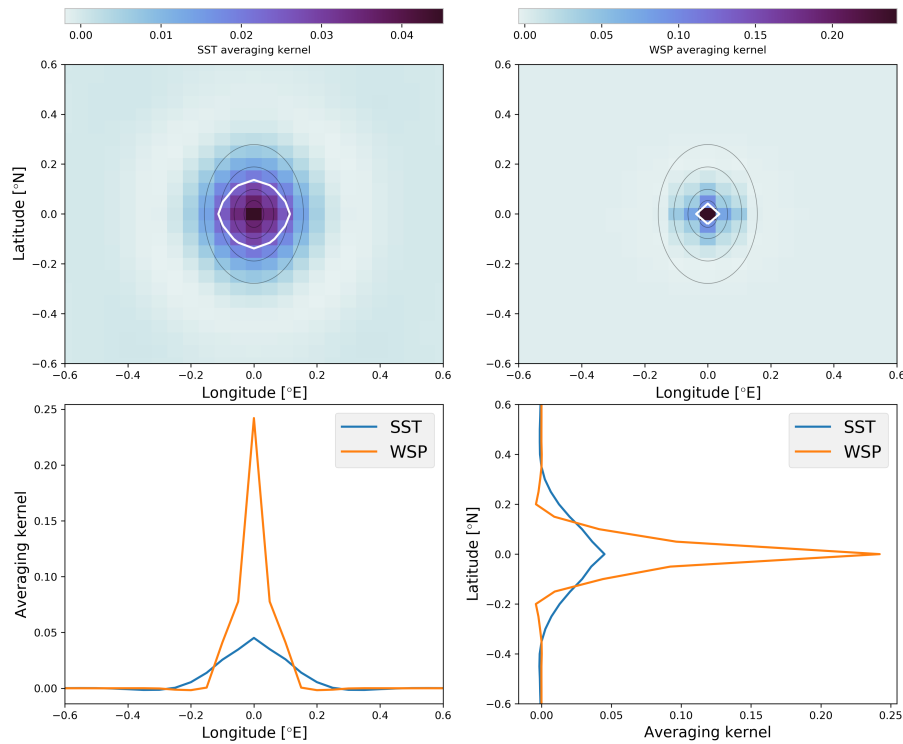 0.00 0.01 0.02 0.03 0.04
SST averaging kernel
0.00 0.05 0.10 0.15 0.20
WSP averaging kernel
0.6
0.4
0.2
0.0
−0.2
−0.4
−0.6
Latitude [°N]
−0.6 −0.4 −0.2 0.0 0.2 0.4 0.6
Longitude [°E]
0.6
0.4
0.2
0.0
−0.2
−0.4
−0.6
−0.6 −0.4 −0.2 0.0 0.2 0.4 0.6
Longitude [°E]
0.25
0.20
0.15
0.10
0.05
0.00
Averaging kernel
SST
WSP
−0.6 −0.4 −0.2 0.0 0.2 0.4 0.6
Longitude [°E]
0.6
0.4
0.2
0.0
−0.2
−0.4
−0.6
Latitude [°N]
SST
WSP
0.00 0.05 0.10 0.15 0.20 0.25
Averaging kernel